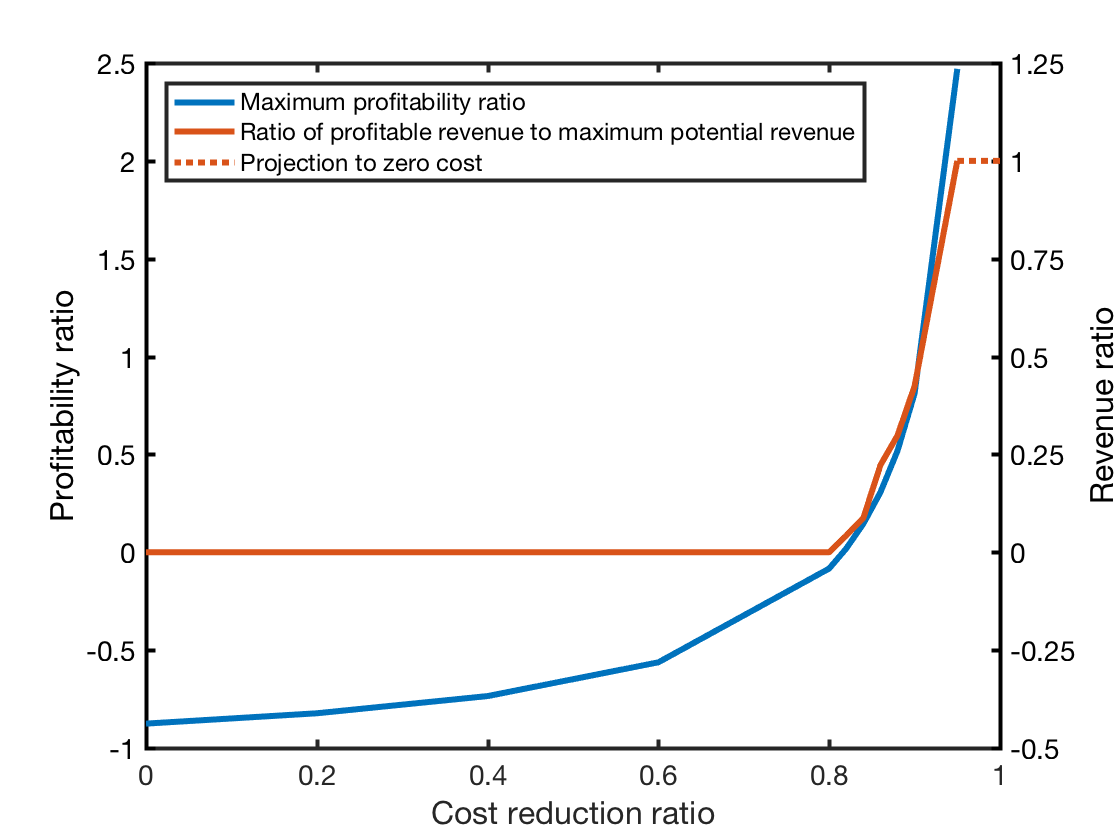 2.5
2
1.5
1
0.5
0
-0.5
-1
Profitability ratio
Maximum profitability ratio
Ratio of profitable revenue to maximum potential revenue
Projection to zero cost
1.25
1
0.75
0.5
0.25
0
-0.25
-0.5
Revenue ratio
0 0.2 0.4 0.6 0.8 1
Cost reduction ratio